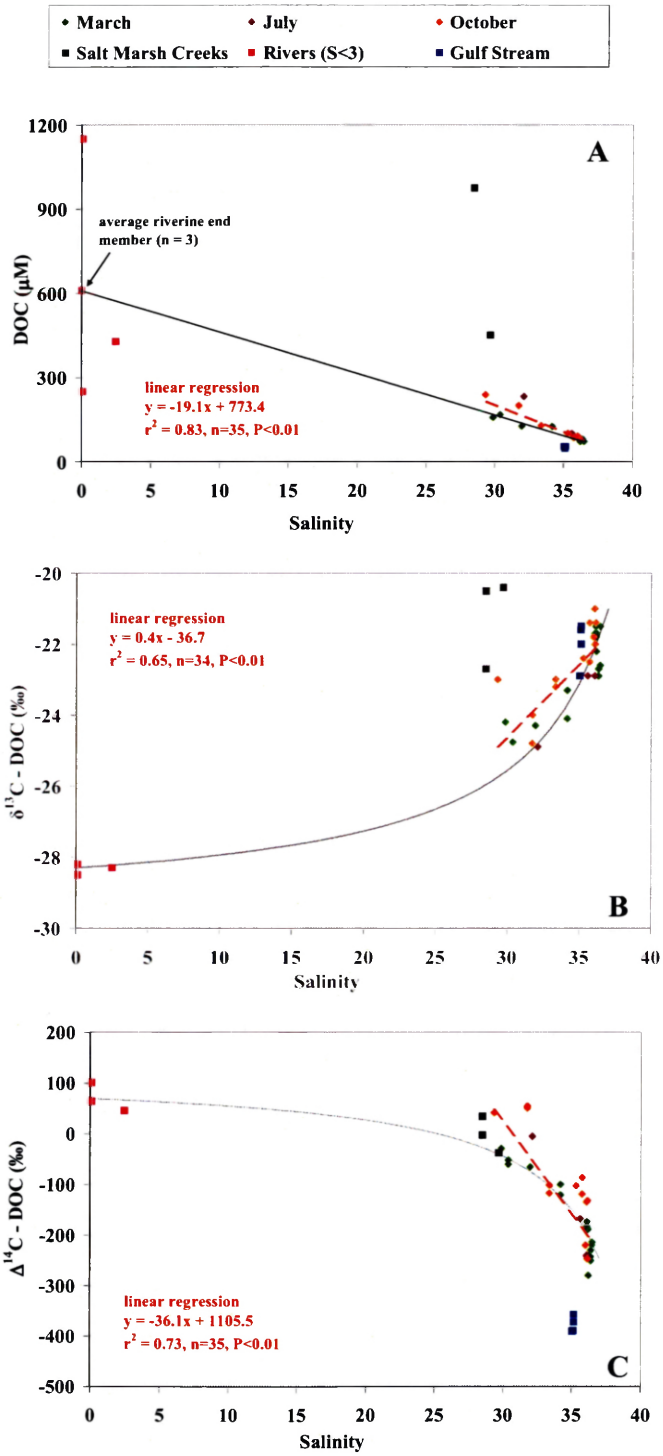 March July October
Salt Marsh Creeks Rivers (S<3) Gulf Stream
A
1200
900
600
300
0
DOC (µM)
average riverine end
member (n = 3)
linear regression
y = -19.1x + 773.4
r² = 0.83, n=35, P<0.01
0 5 10 15 20 25 30 35 40
Salinity
-20
-22
-24
-26
-28
-30
δ¹³C - DOC (‰)
linear regression
y = 0.4x - 36.7
r² = 0.65, n=34, P<0.01
B
0 5 10 15 20 25 30 35 40
Salinity
200
100
0
-100
-200
-300
-400
-500
Δ¹⁴C - DOC (‰)
linear regression
y = -36.1x + 1105.5
r² = 0.73, n=35, P<0.01
C
0 5 10 15 20 25 30 35 40
Salinity